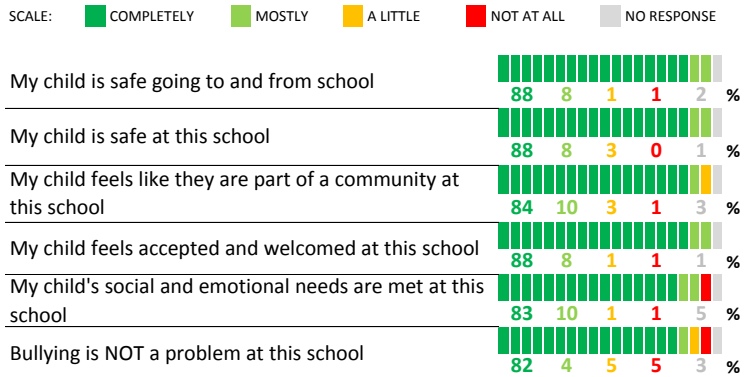 SCALE: COMPLETELY MOSTLY A LITTLE NOT AT ALL NO RESPONSE
My child is safe going to and from school
88 8 1 1 2 %
My child is safe at this school
88 8 3 0 1 %
My child feels like they are part of a community at
this school
84 10 3 1 3 %
My child feels accepted and welcomed at this school
88 8 1 1 1 %
My child's social and emotional needs are met at this
school
83 10 1 1 5 %
Bullying is NOT a problem at this school
82 4 5 5 3 %